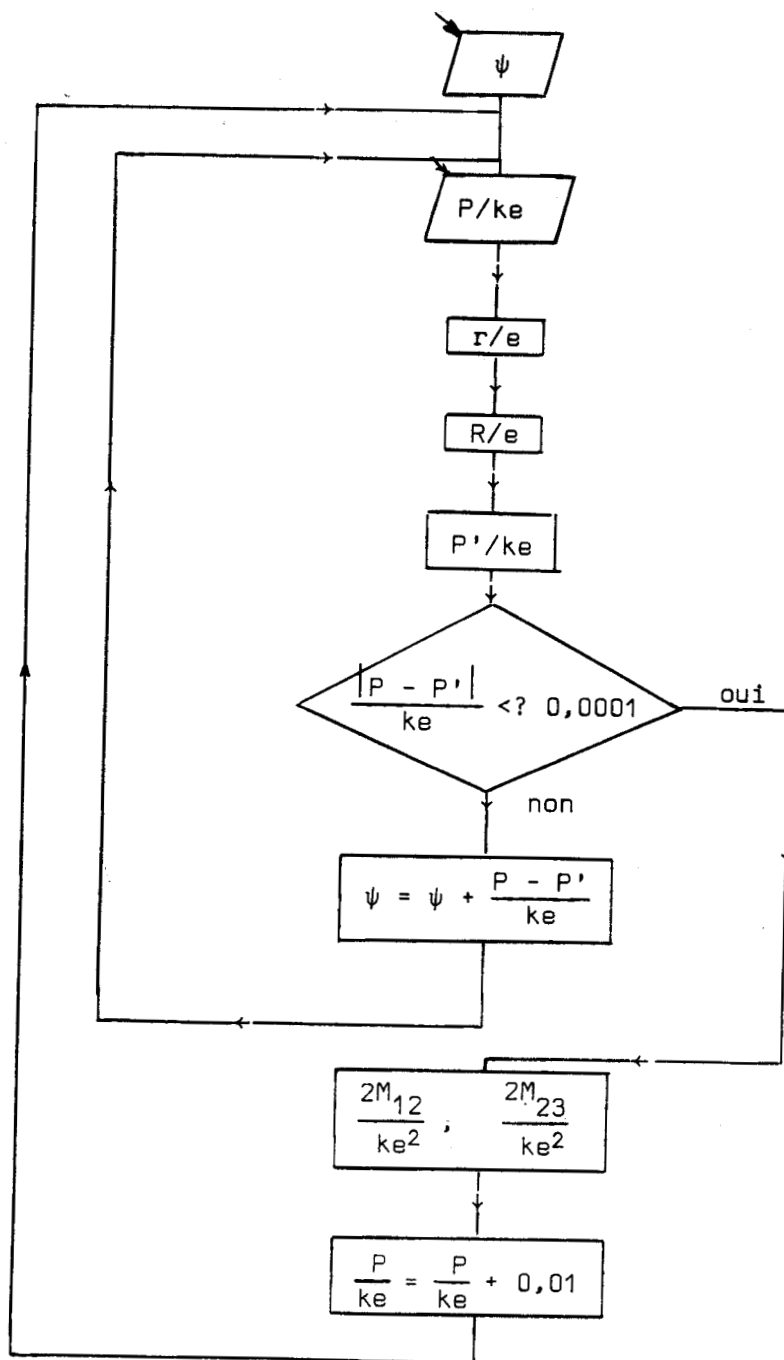 ψ
P/ke
r/e
R/e
P'/ke
|P - P'|/ke <? 0,0001
oui
non
ψ = ψ + (P - P')/ke
2M₁₂/ke² , 2M₂₃/ke²
P/ke = P/ke + 0,01